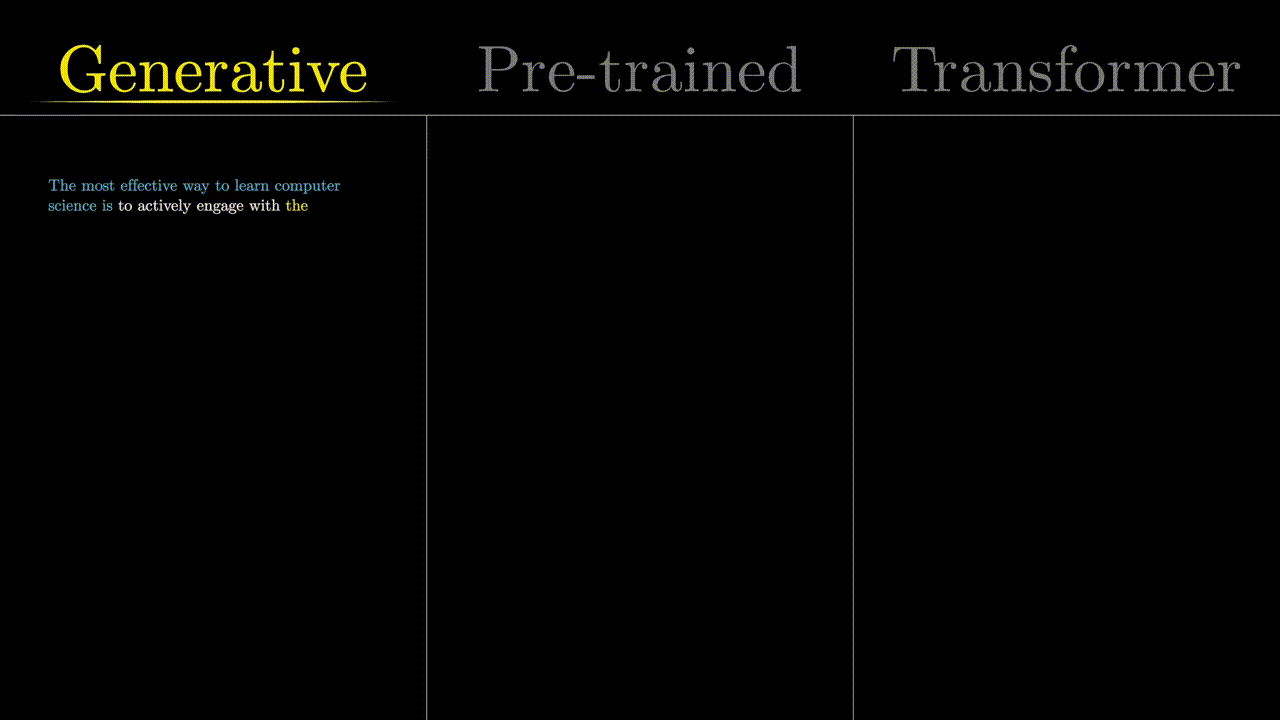 Generative Pre-trained Transformer
The most effective way to learn computer
science is to actively engage with the